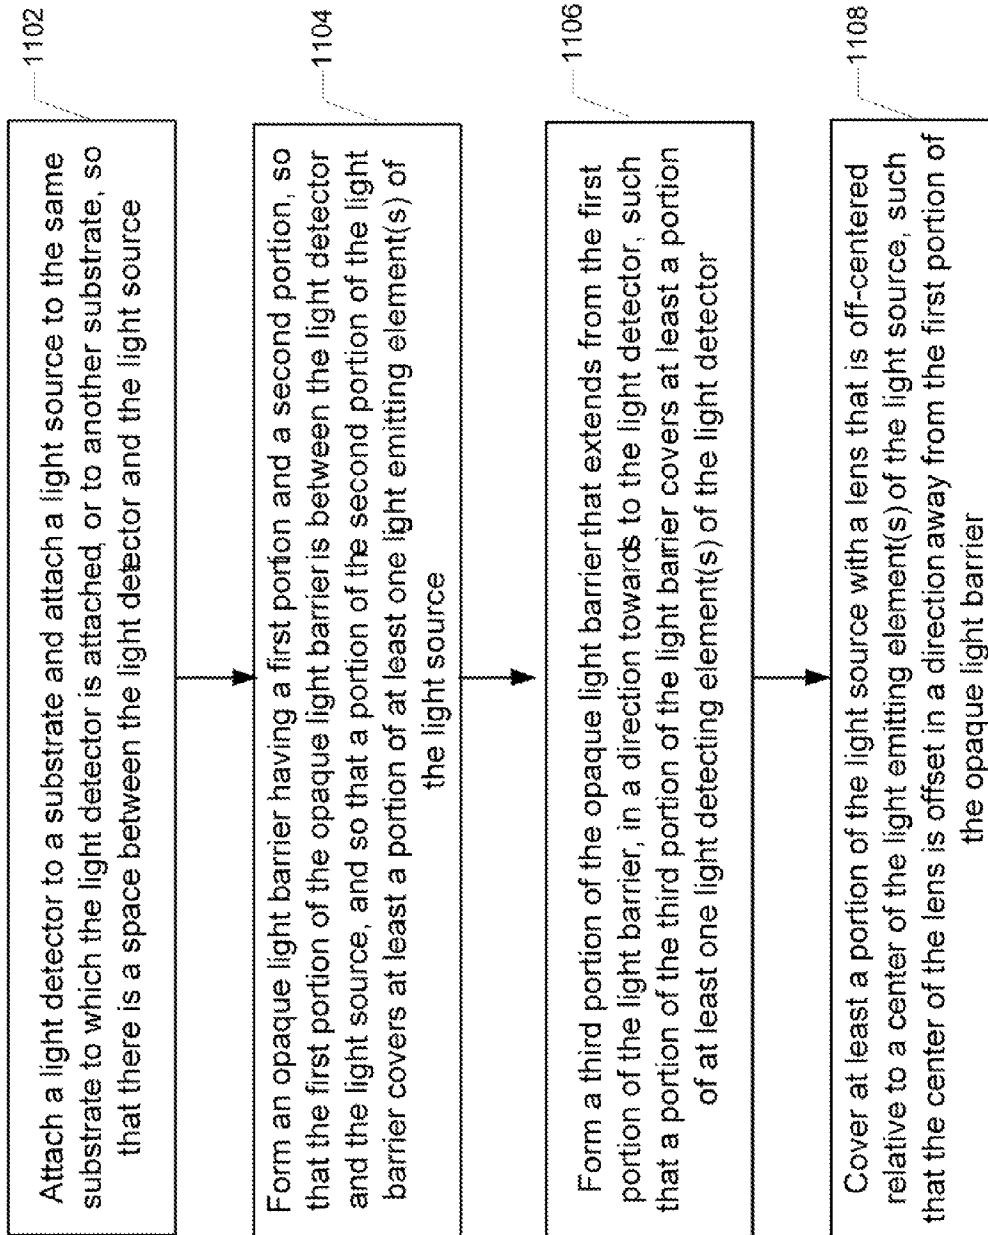 1102
Attach a light detector to a substrate and attach a light source to the same
substrate to which the light detector is attached, or to another substrate, so
that there is a space between the light detector and the light source
1104
Form an opaque light barrier having a first portion and a second portion, so
that the first portion of the opaque light barrier is between the light detector
and the light source, and so that a portion of the second portion of the light
barrier covers at least a portion of at least one light emitting element(s) of
the light source
1106
Form a third portion of the opaque light barrier that extends from the first
portion of the light barrier, in a direction towards to the light detector, such
that a portion of the third portion of the light barrier covers at least a portion
of at least one light detecting element(s) of the light detector
1108
Cover at least a portion of the light source with a lens that is off-centered
relative to a center of the light emitting element(s) of the light source, such
that the center of the lens is offset in a direction away from the first portion of
the opaque light barrier